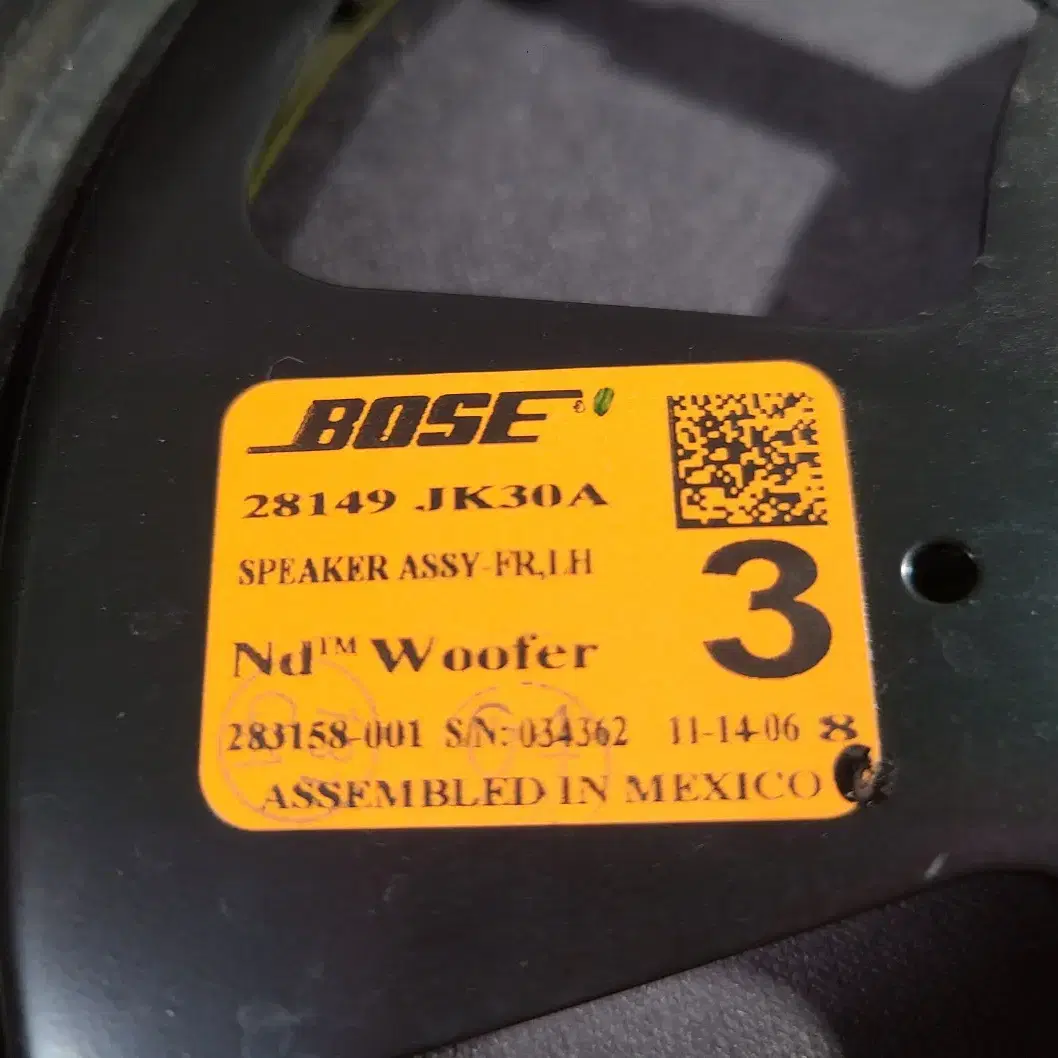 BOSE®
28149 JK30A
SPEAKER ASSY-FR,LH
3
Nd™ Woofer
283158-001 S/N: 034362 11-14-06 8
ASSEMBLED IN MEXICO